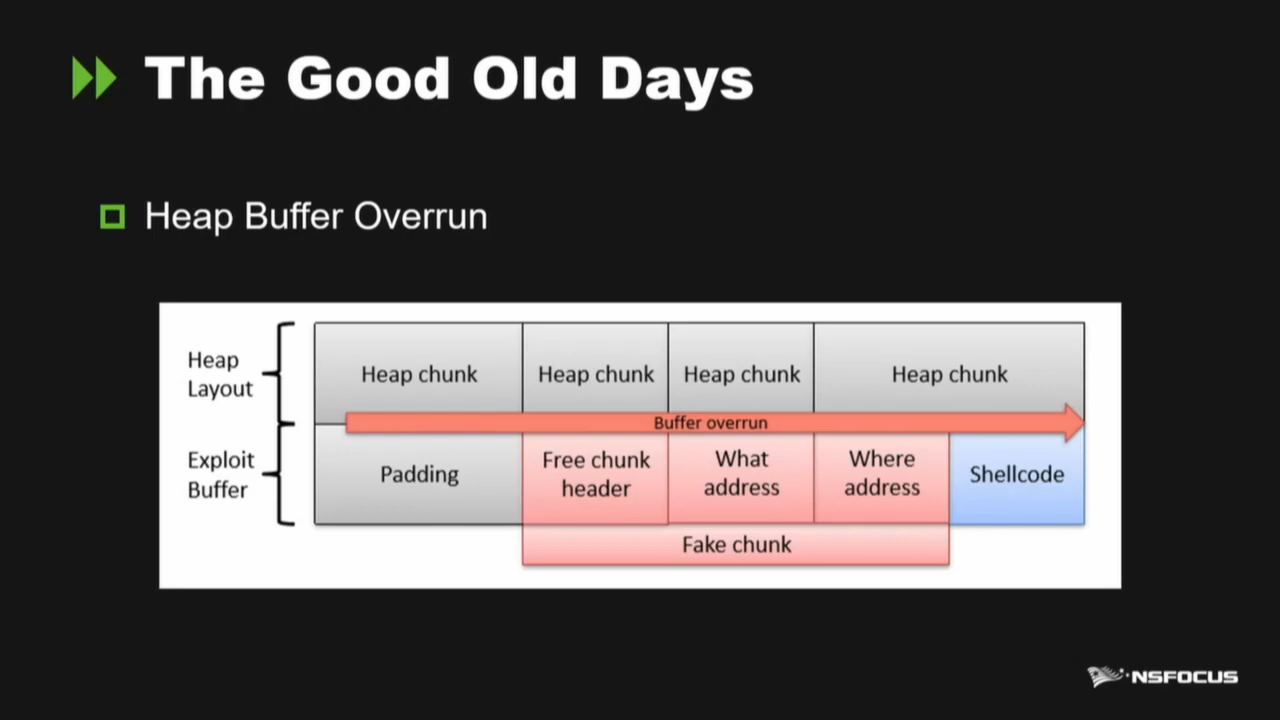 The Good Old Days
Heap Buffer Overrun
Heap
Layout
Heap chunk
Heap chunk
Heap chunk
Heap chunk
Buffer overrun
Exploit
Buffer
Padding
Free chunk
header
What
address
Where
address
Shellcode
Fake chunk
NSFOCUS